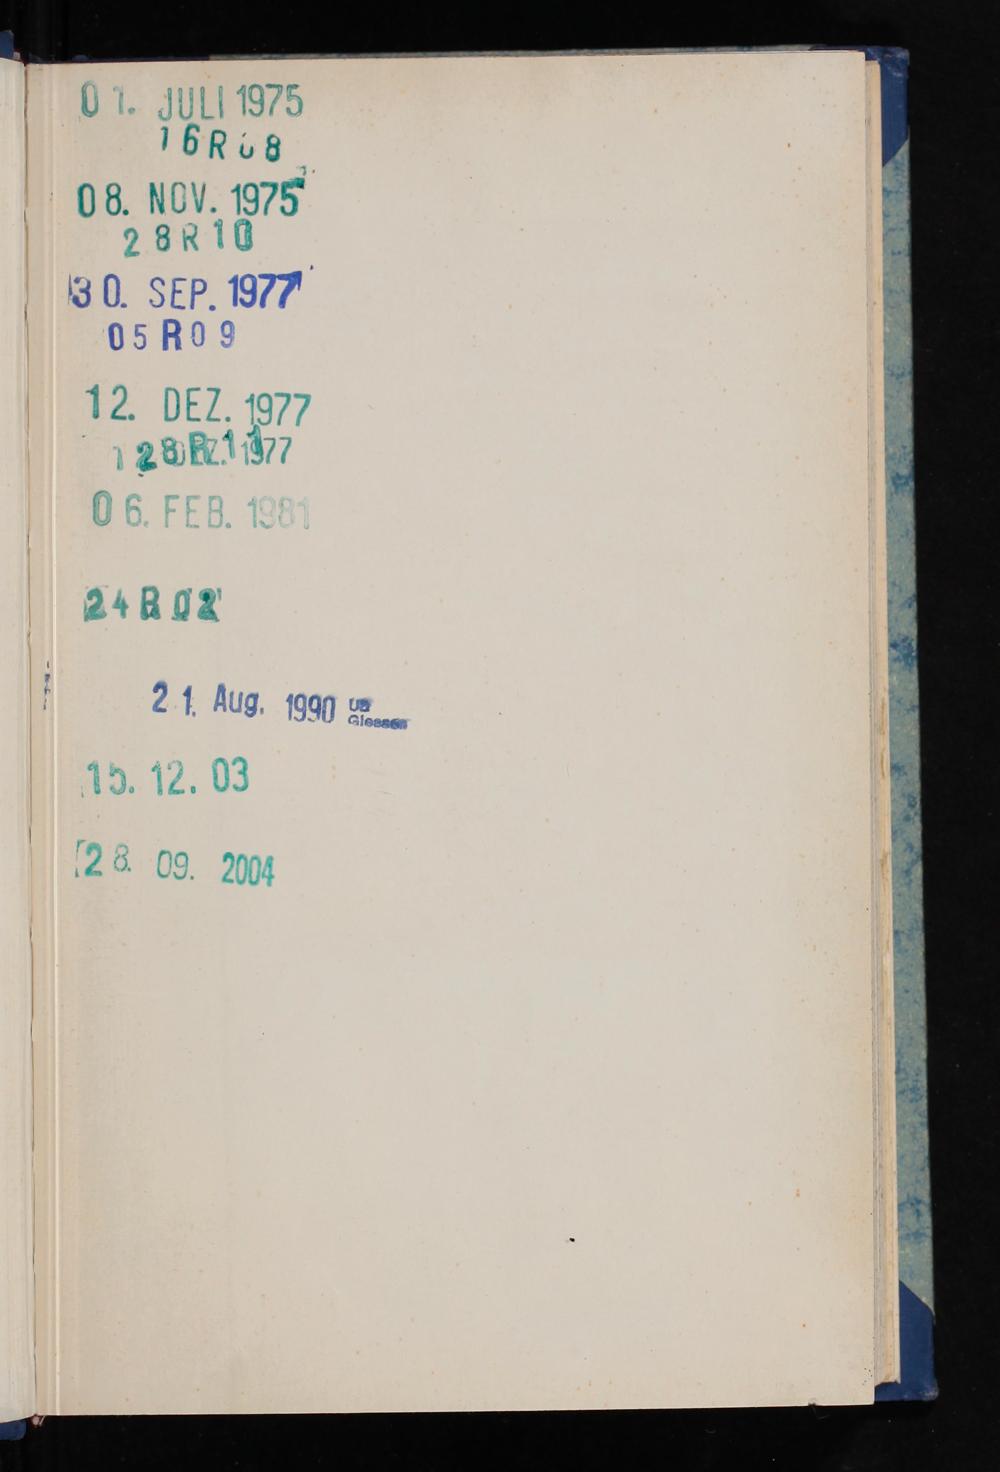 01. JULI 1975
16R08
08. NOV. 1975
28R10
30. SEP. 1977
05R09
12. DEZ. 1977
28R11
06. FEB. 1981
24R02
21. Aug. 1990 UB
Giessen
15. 12. 03
28. 09. 2004